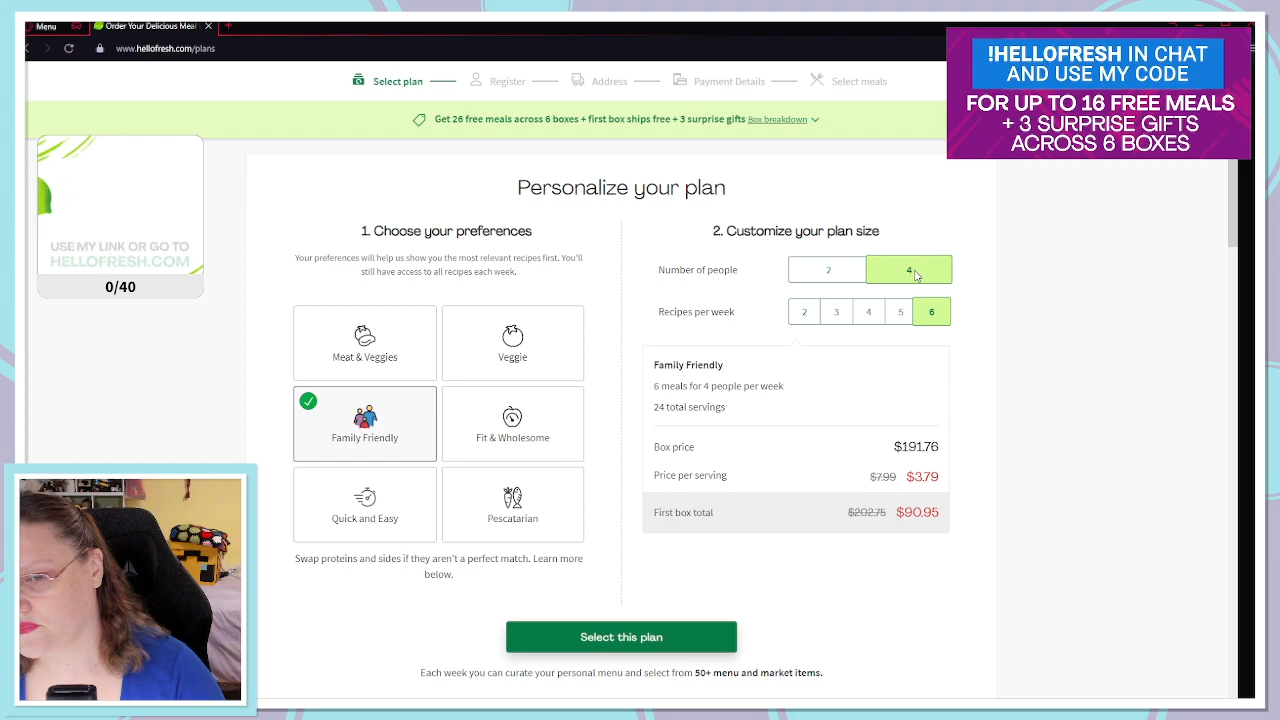 Menu
Order Your Delicious Meal
www.hellofresh.com/plans
!HELLOFRESH IN CHAT
AND USE MY CODE
FOR UP TO 16 FREE MEALS
+ 3 SURPRISE GIFTS
ACROSS 6 BOXES
Select plan
Register
Address
Payment Details
Select meals
Get 26 free meals across 6 boxes + first box ships free + 3 surprise gifts Box breakdown
USE MY LINK OR GO TO
HELLOFRESH.COM
0/40
Personalize your plan
1. Choose your preferences
Your preferences will help us show you the most relevant recipes first. You'll
still have access to all recipes each week.
Meat & Veggies
Veggie
Family Friendly
Fit & Wholesome
Quick and Easy
Pescatarian
Swap proteins and sides if they aren't a perfect match. Learn more
below.
2. Customize your plan size
Number of people
2
4
Recipes per week
2
3
4
5
6
Family Friendly
6 meals for 4 people per week
24 total servings
Box price
$191.76
Price per serving
$7.99 $3.79
First box total
$202.75 $90.95
Select this plan
Each week you can curate your personal menu and select from 50+ menu and market items.